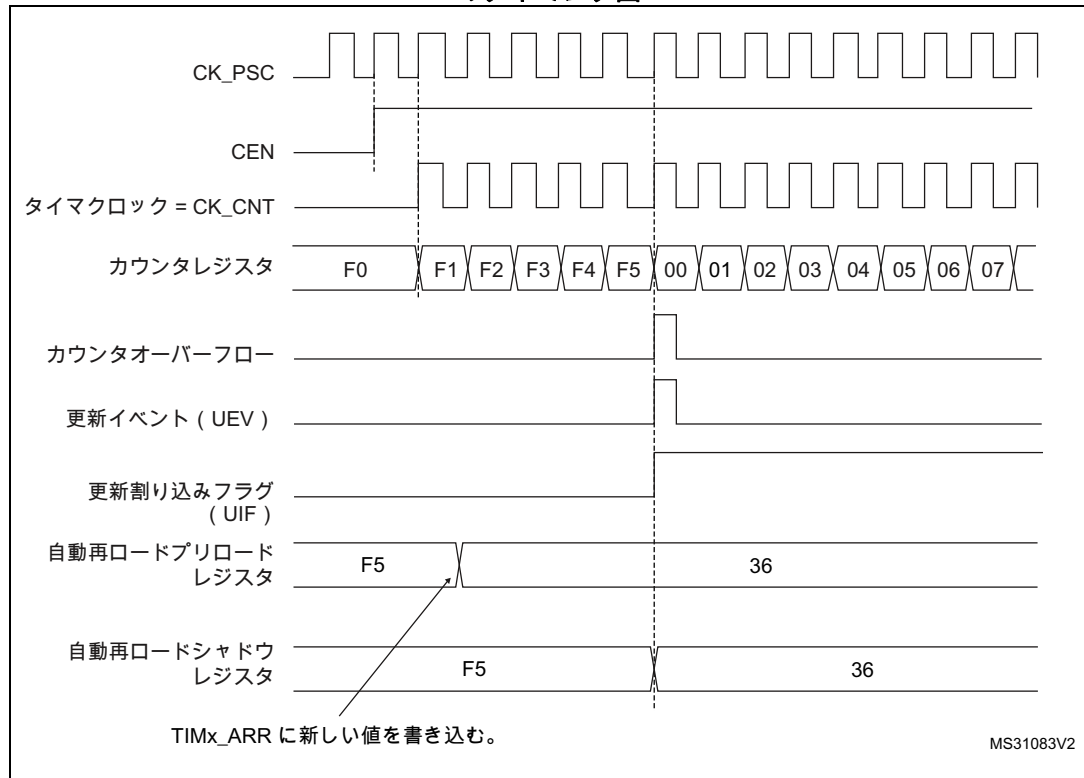 CK_PSC
CEN
タイマクロック = CK_CNT
カウンタレジスタ
F0 F1 F2 F3 F4 F5 00 01 02 03 04 05 06 07
カウンタオーバーフロー
更新イベント ( UEV )
更新割り込みフラグ
( UIF )
自動再ロードプリロード
レジスタ
F5 36
自動再ロードシャドウ
レジスタ
F5 36
TIMx_ARR に新しい値を書き込む。
MS31083V2